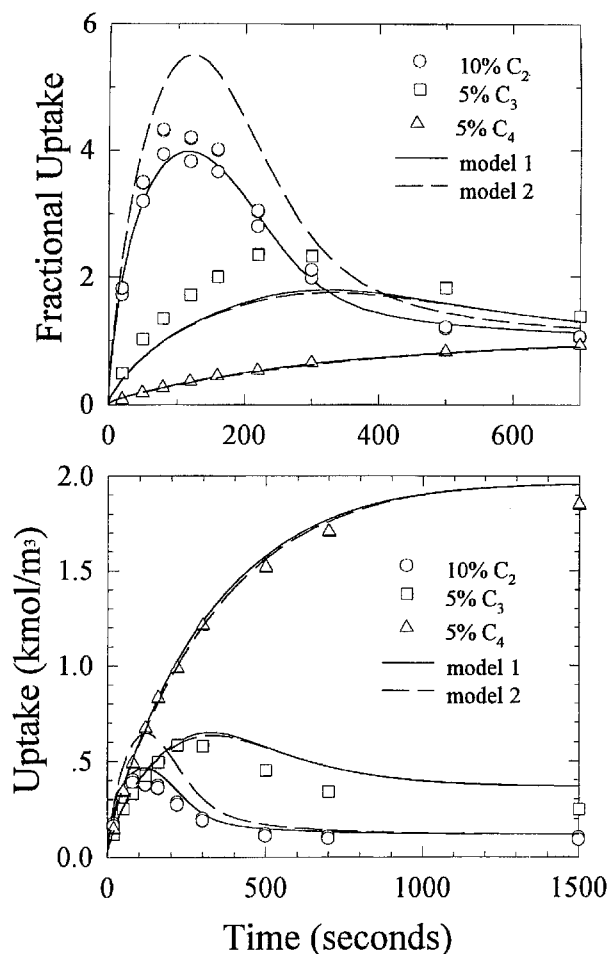 Fractional Uptake
6
4
2
0
10% C2
5% C3
5% C4
model 1
model 2
0 200 400 600
Uptake (kmol/m3)
2.0
1.5
1.0
.5
0.0
10% C2
5% C3
5% C4
model 1
model 2
0 500 1000 1500
Time (seconds)